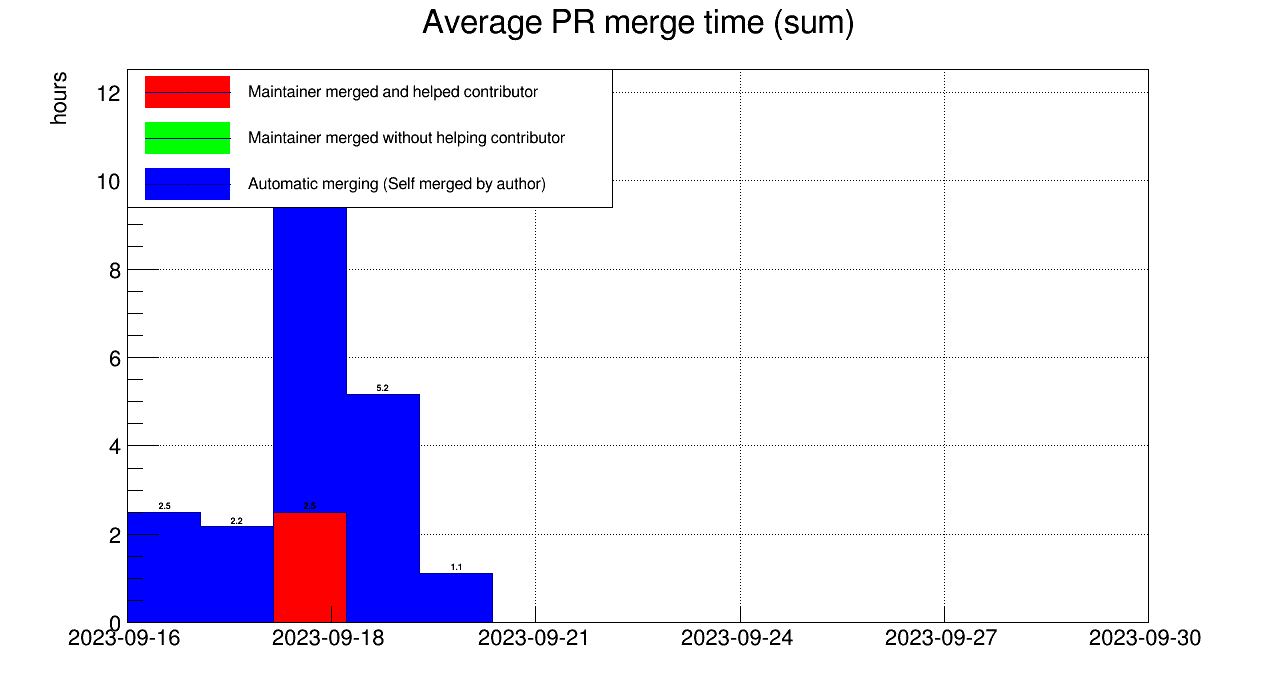 Average PR merge time (sum)
hours
12
Maintainer merged and helped contributor
Maintainer merged without helping contributor
10
Automatic merging (Self merged by author)
8
6
5.2
4
2.5
2.5
2.2
2
1.1
0
2023-09-16 2023-09-18 2023-09-21 2023-09-24 2023-09-27 2023-09-30